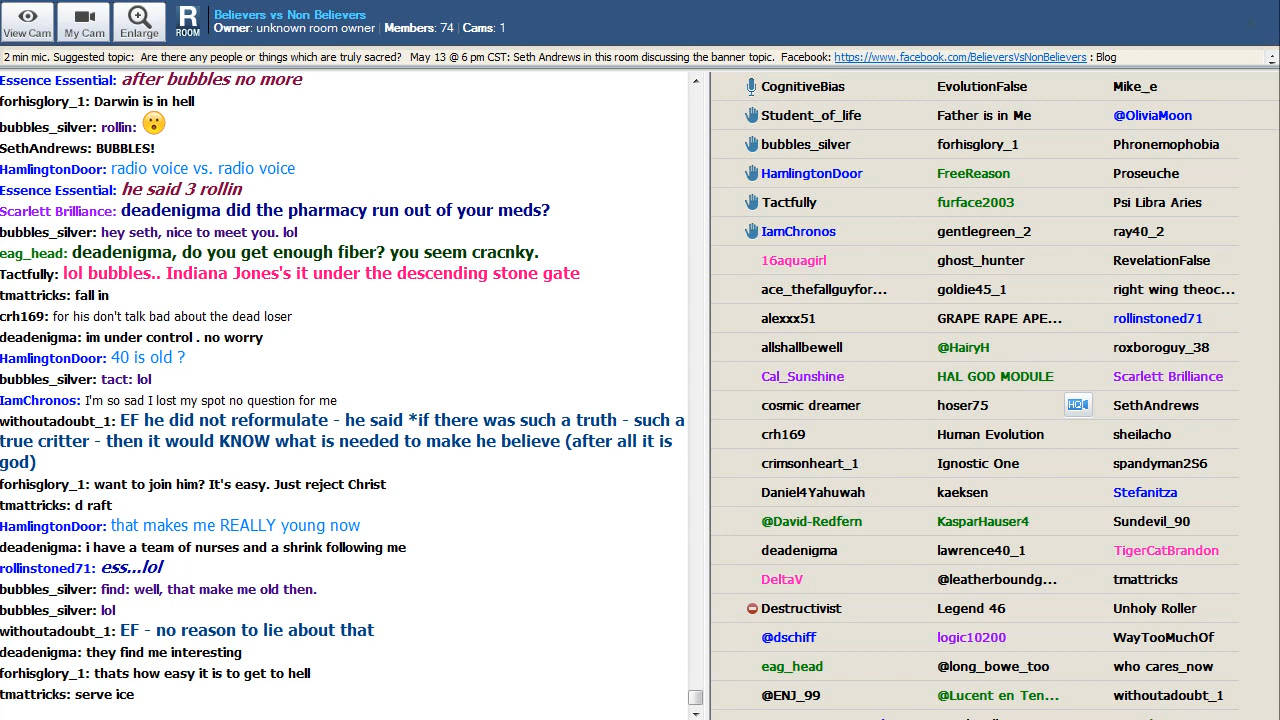 View Cam
My Cam
Enlarge
R
ROOM
Believers vs Non Believers
Owner: unknown room owner | Members: 74 | Cams: 1
2 min mic. Suggested topic: Are there any people or things which are truly sacred? May 13 @ 6 pm CST: Seth Andrews in this room discussing the banner topic. Facebook: https://www.facebook.com/BelieversVsNonBelievers : Blog
Essence Essential: after bubbles no more
forhisglory_1: Darwin is in hell
bubbles_silver: rollin:
SethAndrews: BUBBLES!
HamlingtonDoor: radio voice vs. radio voice
Essence Essential: he said 3 rollin
Scarlett Brilliance: deadenigma did the pharmacy run out of your meds?
bubbles_silver: hey seth, nice to meet you. lol
eag_head: deadenigma, do you get enough fiber? you seem cracnky.
Tactfully: lol bubbles.. Indiana Jones's it under the descending stone gate
tmattricks: fall in
crh169: for his don't talk bad about the dead loser
deadenigma: im under control . no worry
HamlingtonDoor: 40 is old ?
bubbles_silver: tact: lol
IamChronos: I'm so sad I lost my spot no question for me
withoutadoubt_1: EF he did not reformulate - he said *if there was such a truth - such a
true critter - then it would KNOW what is needed to make he believe (after all it is
god)
forhisglory_1: want to join him? It's easy. Just reject Christ
tmattricks: d raft
HamlingtonDoor: that makes me REALLY young now
deadenigma: i have a team of nurses and a shrink following me
rollinstoned71: ess...lol
bubbles_silver: find: well, that make me old then.
bubbles_silver: lol
withoutadoubt_1: EF - no reason to lie about that
deadenigma: they find me interesting
forhisglory_1: thats how easy it is to get to hell
tmattricks: serve ice
CognitiveBias EvolutionFalse Mike_e
Student_of_life Father is in Me @OliviaMoon
bubbles_silver forhisglory_1 Phronemophobia
HamlingtonDoor FreeReason Proseuche
Tactfully furface2003 Psi Libra Aries
IamChronos gentlegreen_2 ray40_2
16aquagirl ghost_hunter RevelationFalse
ace_thefallguyfor... goldie45_1 right wing theoc...
alexxx51 GRAPE RAPE APE... rollinstoned71
allshallbewell @HairyH roxboroguy_38
Cal_Sunshine HAL GOD MODULE Scarlett Brilliance
cosmic dreamer hoser75 HQ SethAndrews
crh169 Human Evolution sheilacho
crimsonheart_1 Ignostic One spandyman2S6
Daniel4Yahuwah kaeksen Stefanitza
@David-Redfern KasparHauser4 Sundevil_90
deadenigma lawrence40_1 TigerCatBrandon
DeltaV @leatherboundg... tmattricks
Destructivist Legend 46 Unholy Roller
@dschiff logic10200 WayTooMuchOf
eag_head @long_bowe_too who cares_now
@ENJ_99 @Lucent en Ten... withoutadoubt_1